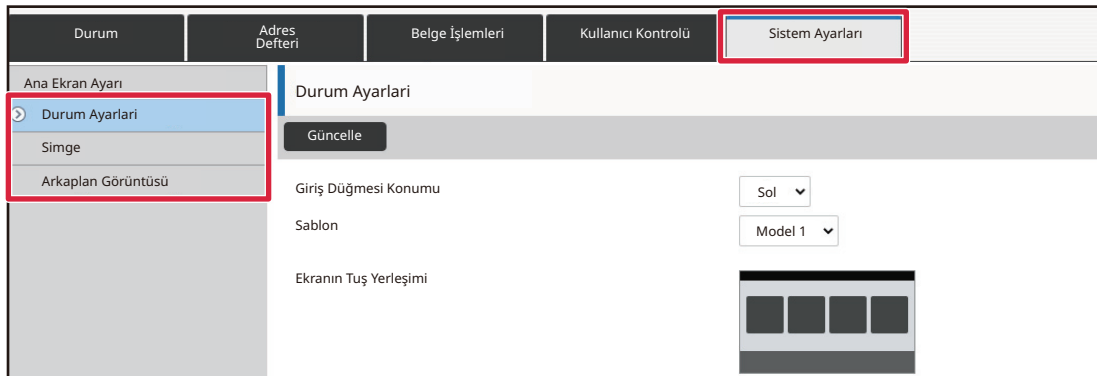 Durum
Adres
Defteri
Belge İşlemleri
Kullanıcı Kontrolü
Sistem Ayarları
Ana Ekran Ayarı
Durum Ayarlari
Simge
Arkaplan Görüntüsü
Durum Ayarlari
Güncelle
Giriş Düğmesi Konumu
Sol
Sablon
Model 1
Ekranın Tuş Yerleşimi